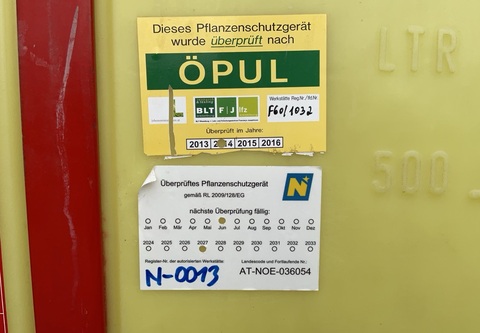 Dieses Pflanzenschutzgerät
wurde überprüft nach
ÖPUL
BLT F J lfz
Werkstätte Reg.Nr./lfd.Nr.
F60/1032
Überprüft im Jahre:
2013 2014 2015 2016
LTR
500
Überprüftes Pflanzenschutzgerät
gemäß RL 2009/128/EG
N
nächste Überprüfung fällig:
Jan Feb Mär Apr Mai Jun Jul Aug Sep Okt Nov Dez
2024 2025 2026 2027 2028 2029 2030 2031 2032 2033
Register-Nr. der autorisierten Werkstätte:
Landescode und Fortlaufende Nr.:
N-0013
AT-NOE-036054